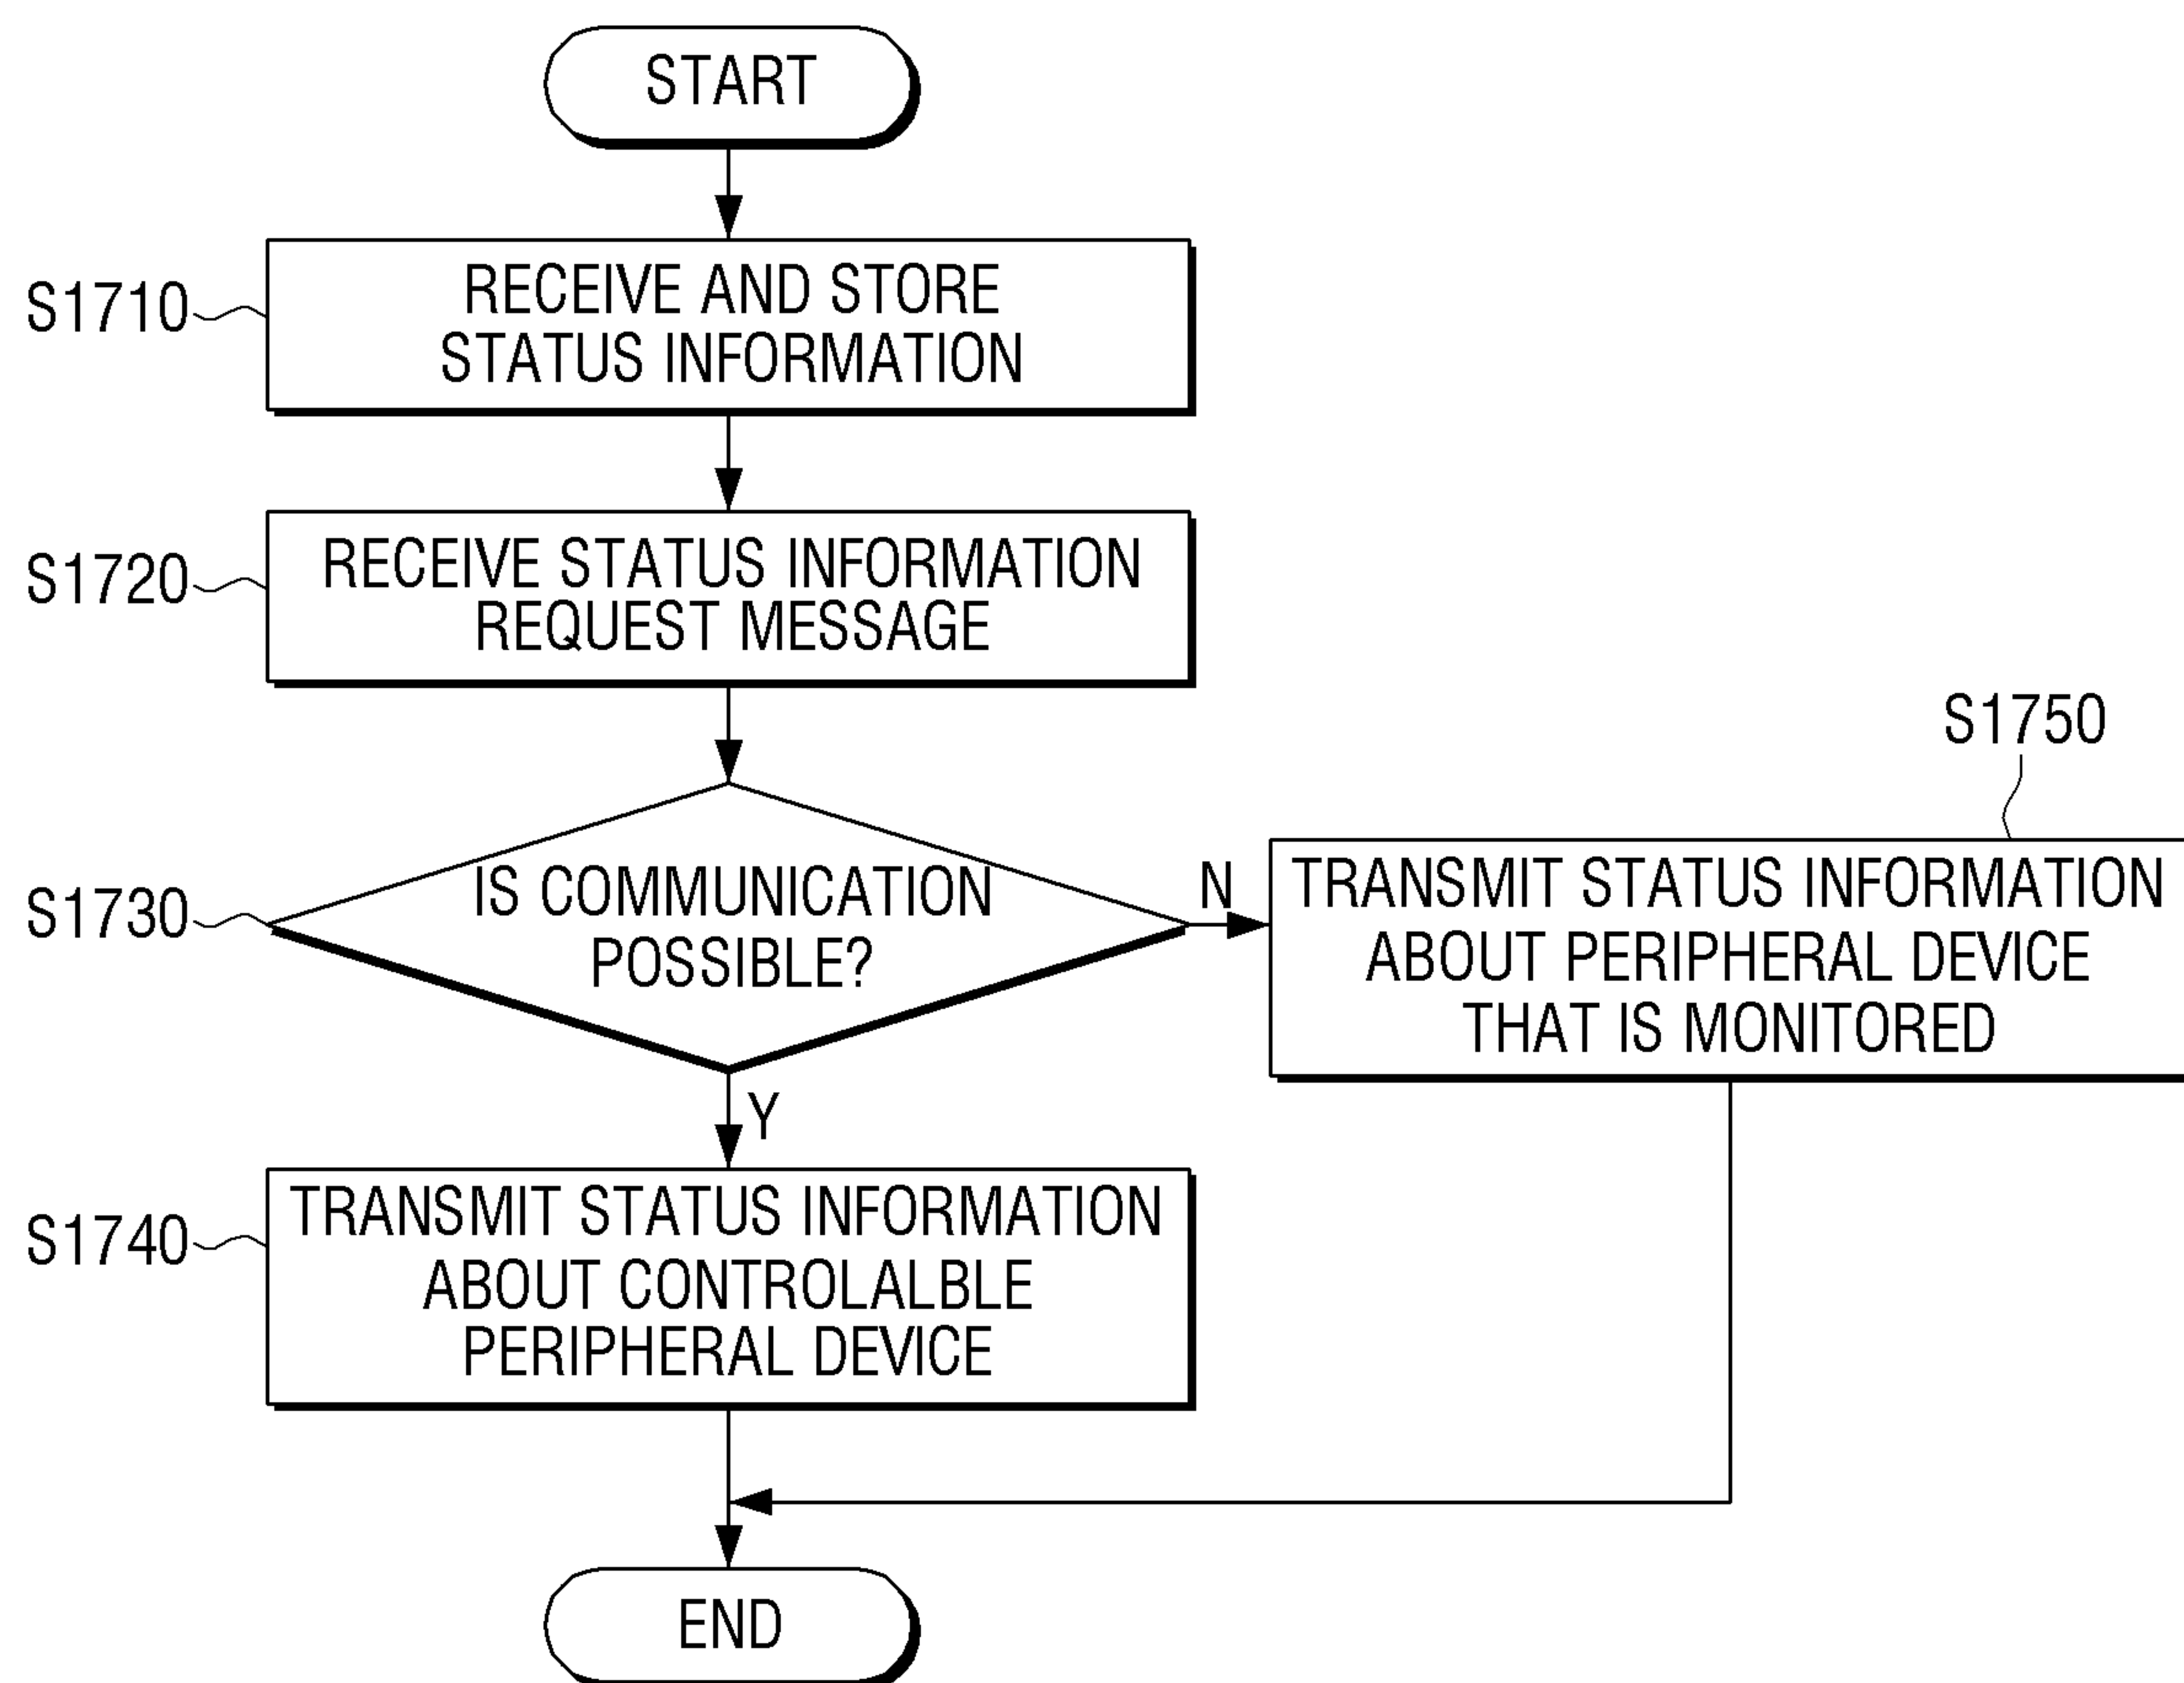 START
S1710
RECEIVE AND STORE
STATUS INFORMATION
S1720
RECEIVE STATUS INFORMATION
REQUEST MESSAGE
S1730
IS COMMUNICATION
POSSIBLE?
N
S1750
TRANSMIT STATUS INFORMATION
ABOUT PERIPHERAL DEVICE
THAT IS MONITORED
Y
S1740
TRANSMIT STATUS INFORMATION
ABOUT CONTROLALBLE
PERIPHERAL DEVICE
END